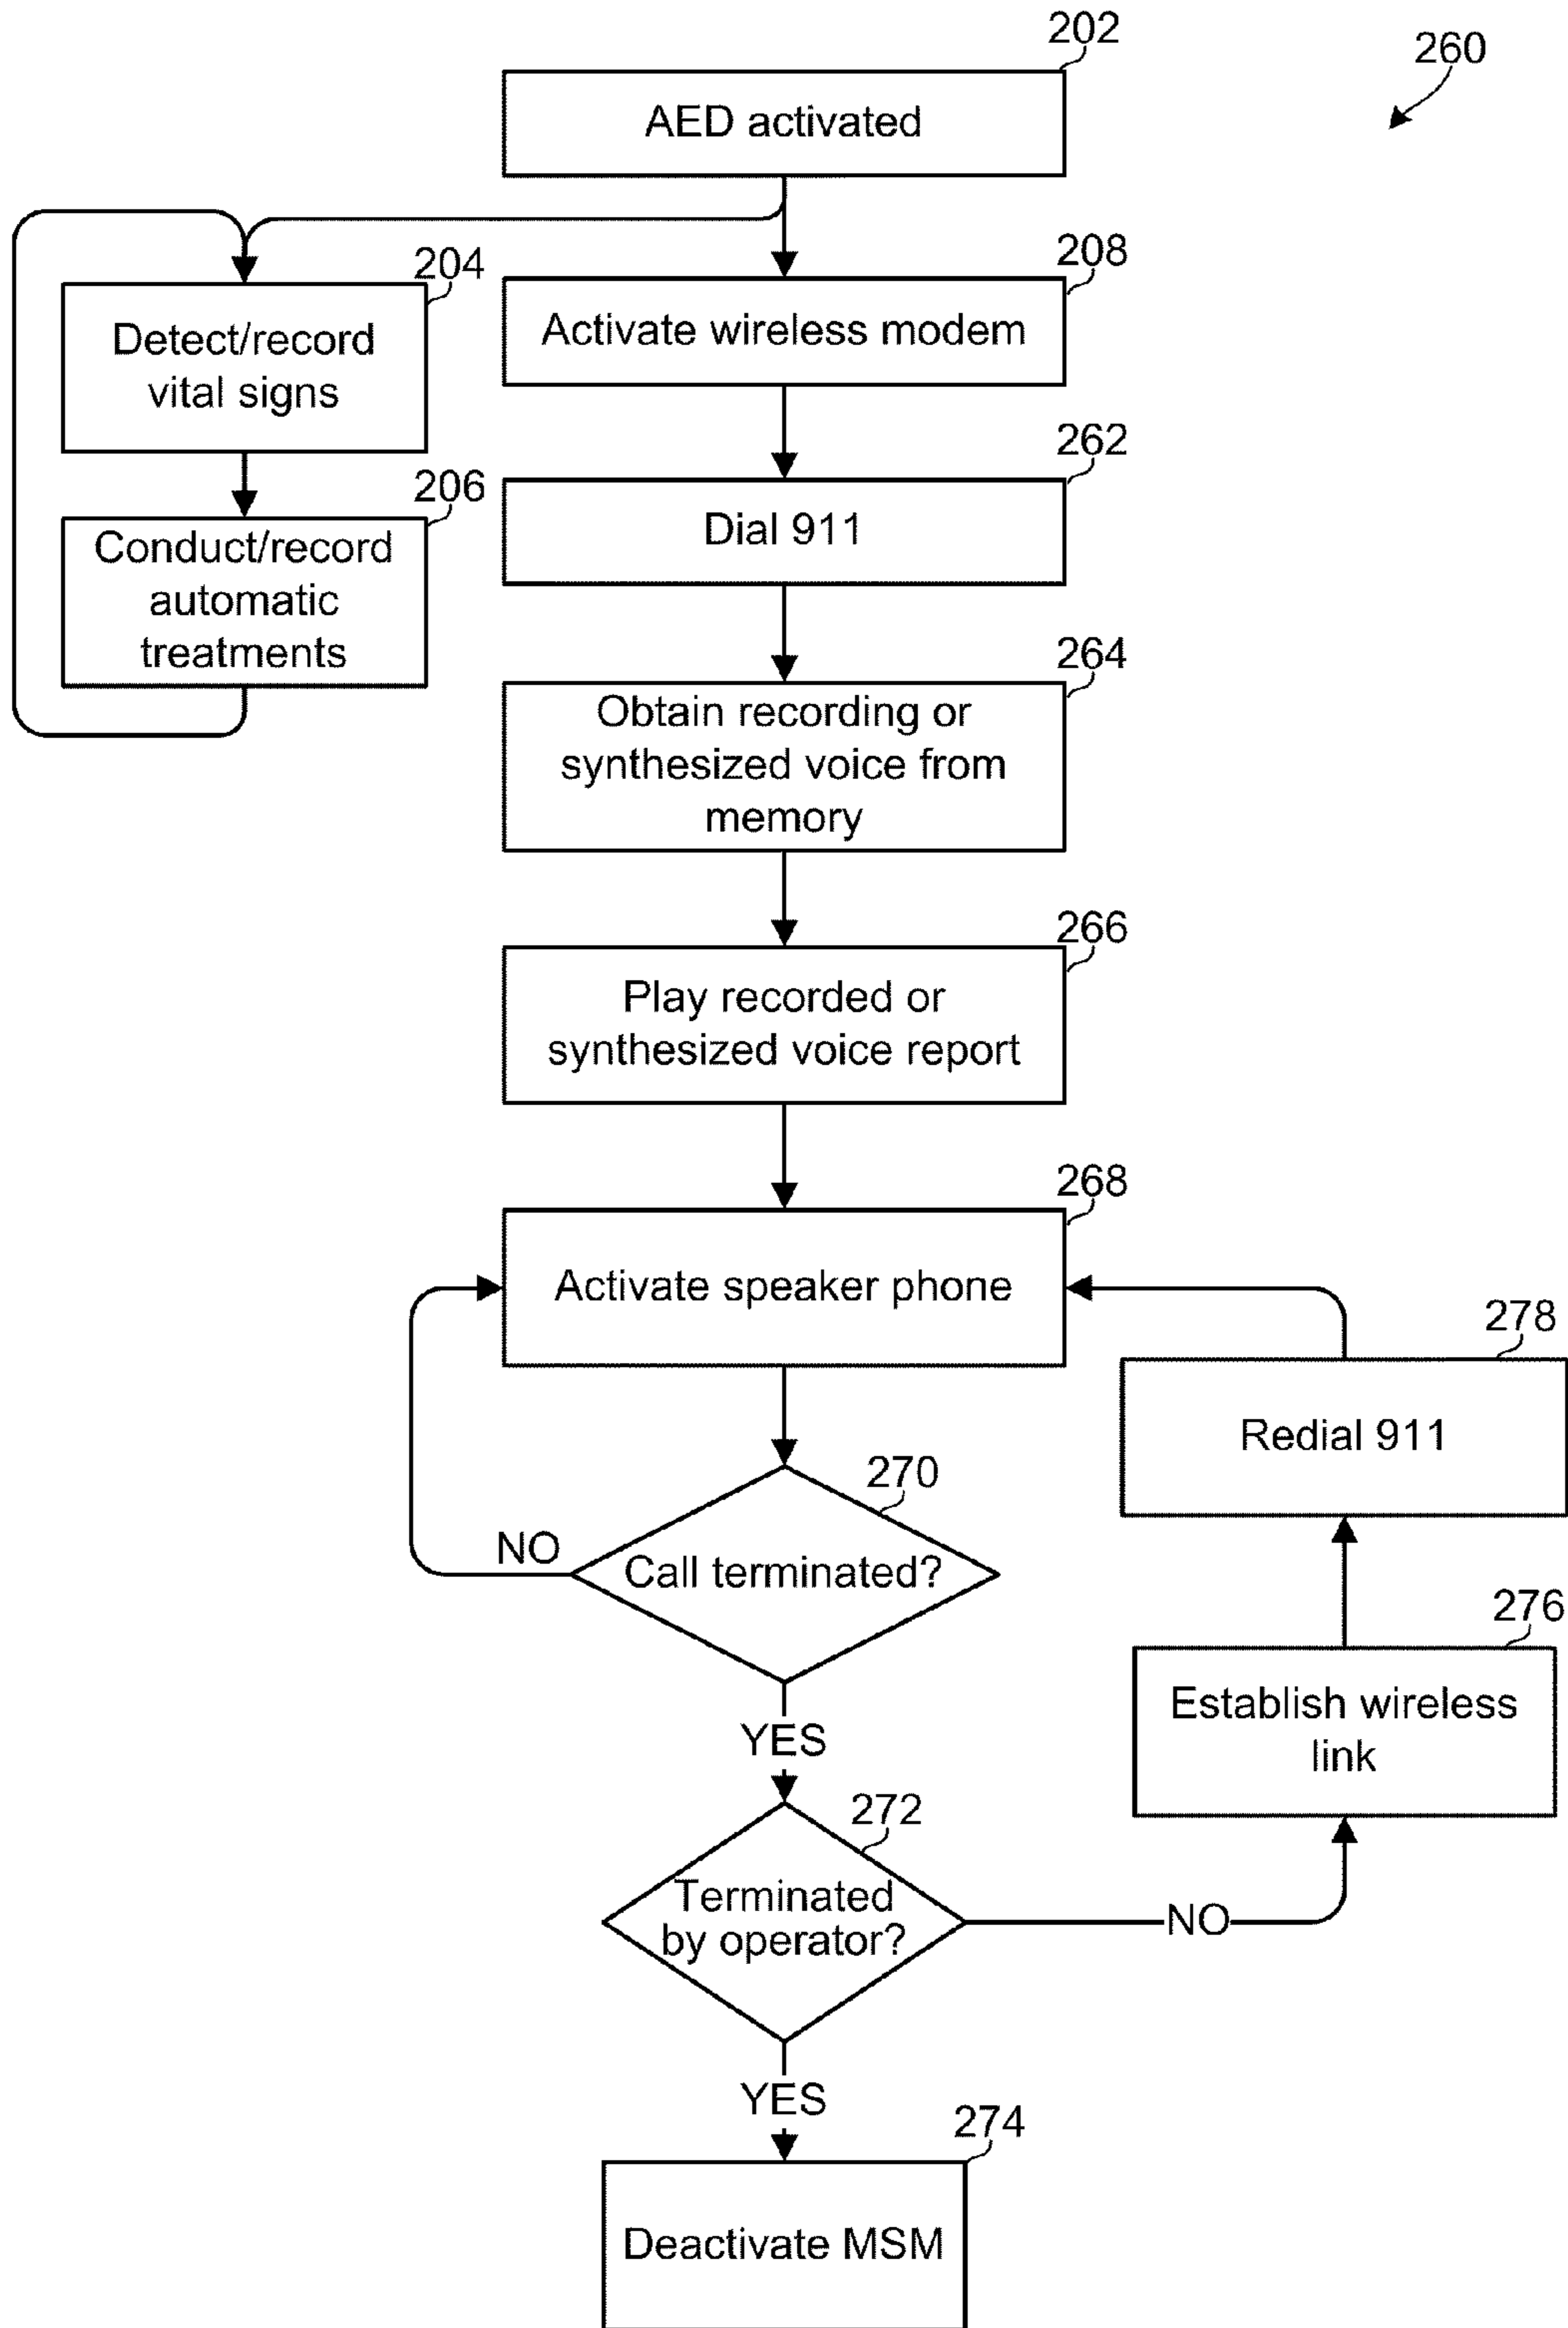 202
260
AED activated
204
208
Detect/record
vital signs
Activate wireless modem
262
206
Dial 911
Conduct/record
automatic
treatments
264
Obtain recording or
synthesized voice from
memory
266
Play recorded or
synthesized voice report
268
Activate speaker phone
278
Redial 911
270
NO
Call terminated?
276
Establish wireless
link
YES
272
Terminated
by operator?
NO
YES
274
Deactivate MSM